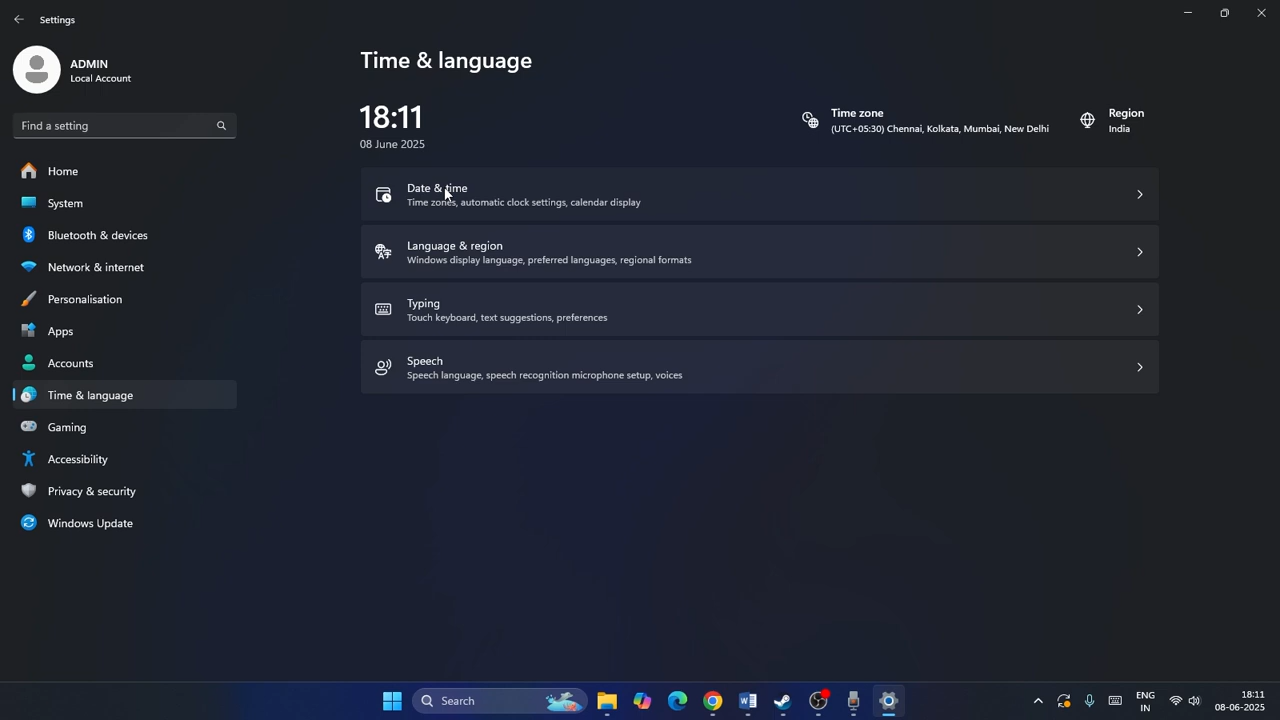 Settings
ADMIN
Local Account
Find a setting
Home
System
Bluetooth & devices
Network & internet
Personalisation
Apps
Accounts
Time & language
Gaming
Accessibility
Privacy & security
Windows Update
Time & language
18:11
08 June 2025
Time zone
(UTC+05:30) Chennai, Kolkata, Mumbai, New Delhi
Region
India
Date & time
Time zones, automatic clock settings, calendar display
Language & region
Windows display language, preferred languages, regional formats
Typing
Touch keyboard, text suggestions, preferences
Speech
Speech language, speech recognition microphone setup, voices
Search
ENG
IN
18:11
08-06-2025